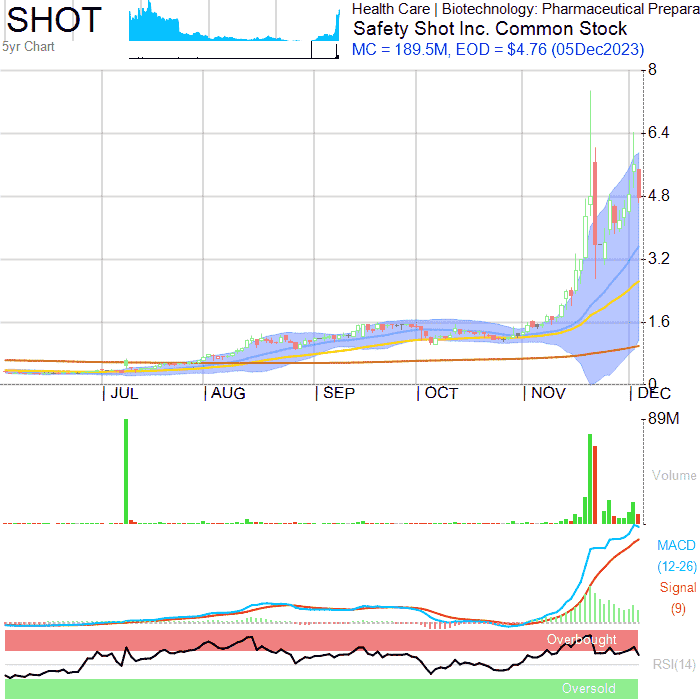 SHOT
5yr Chart
Health Care | Biotechnology: Pharmaceutical Prepara
Safety Shot Inc. Common Stock
MC = 189.5M, EOD = $4.76 (05Dec2023)
8
6.4
4.8
3.2
1.6
0
JUL AUG SEP OCT NOV DEC
89M
Volume
MACD
(12-26)
Signal
(9)
Overbought
RSI(14)
Oversold